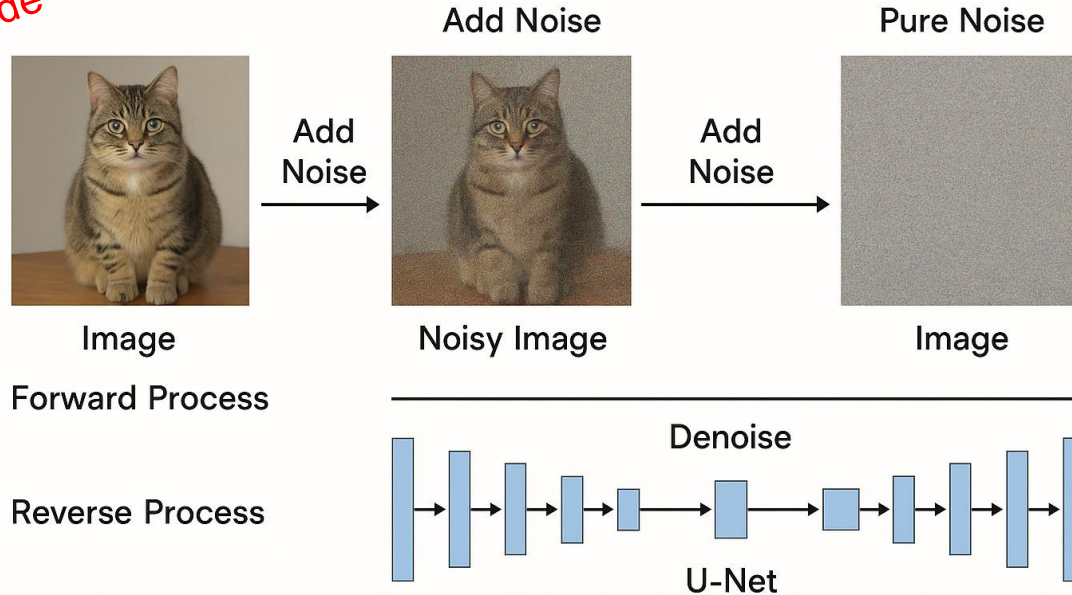 Add Noise
Pure Noise
Add
Noise
Add
Noise
Image
Noisy Image
Image
Forward Process
Denoise
Reverse Process
U-Net